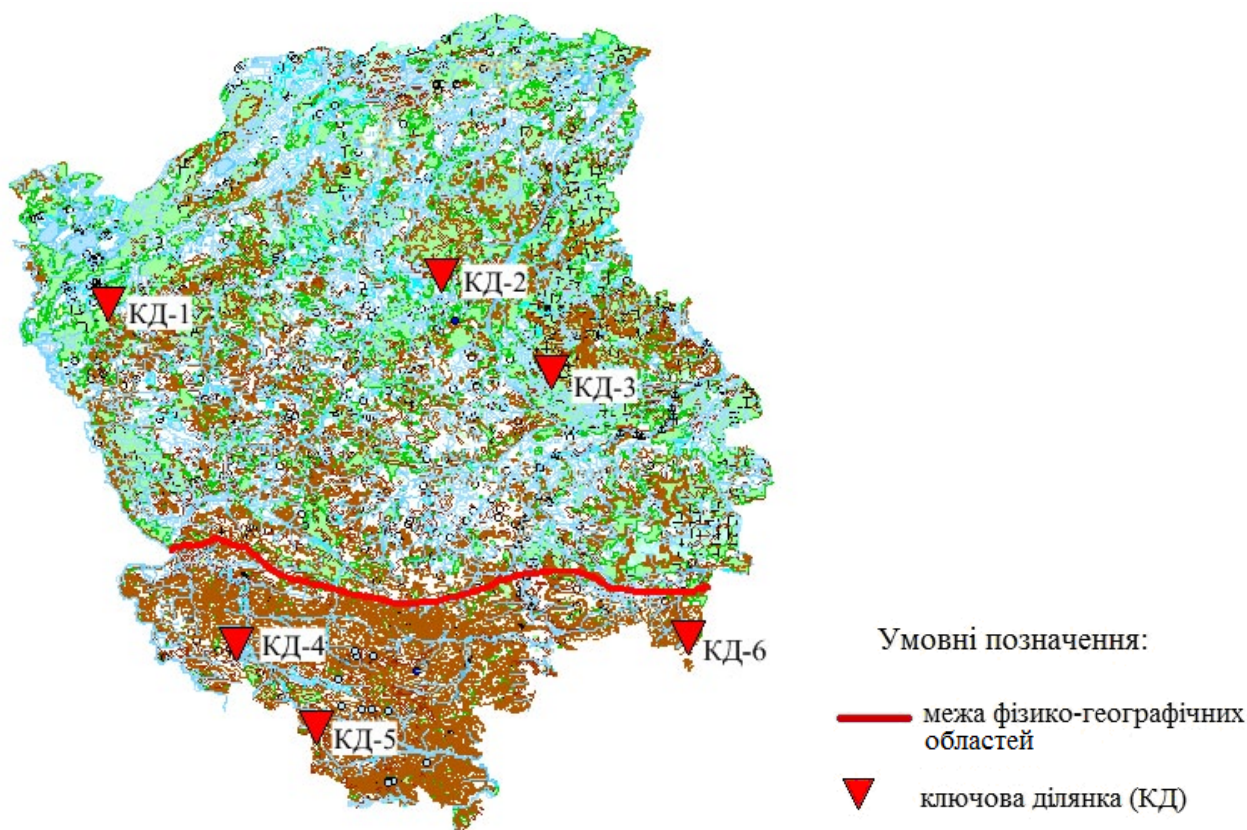 КД-2
КД-1
КД-3
КД-4
КД-6
КД-5
Умовні позначення:
межа фізико-географічних
областей
ключова ділянка (КД)